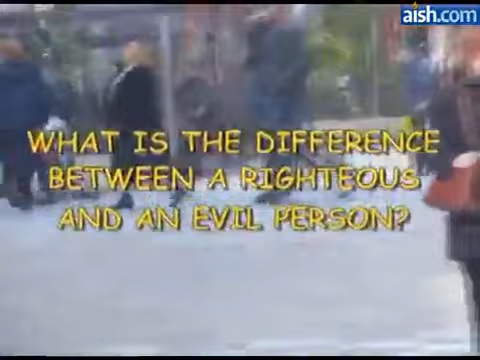 aish.com
WHAT IS THE DIFFERENCE
BETWEEN A RIGHTEOUS
AND AN EVIL PERSON?